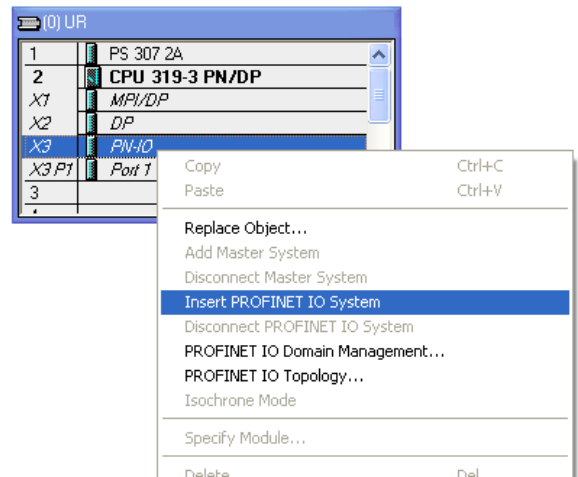 (0) UR
1 PS 307 2A
2 CPU 319-3 PN/DP
X1 MPI/DP
X2 DP
X3 PN-IO
X3 P1 Port 1
3
Copy Ctrl+C
Paste Ctrl+V
Replace Object...
Add Master System
Disconnect Master System
Insert PROFINET IO System
Disconnect PROFINET IO System
PROFINET IO Domain Management...
PROFINET IO Topology...
Isochrone Mode
Specify Module...
Delete Del